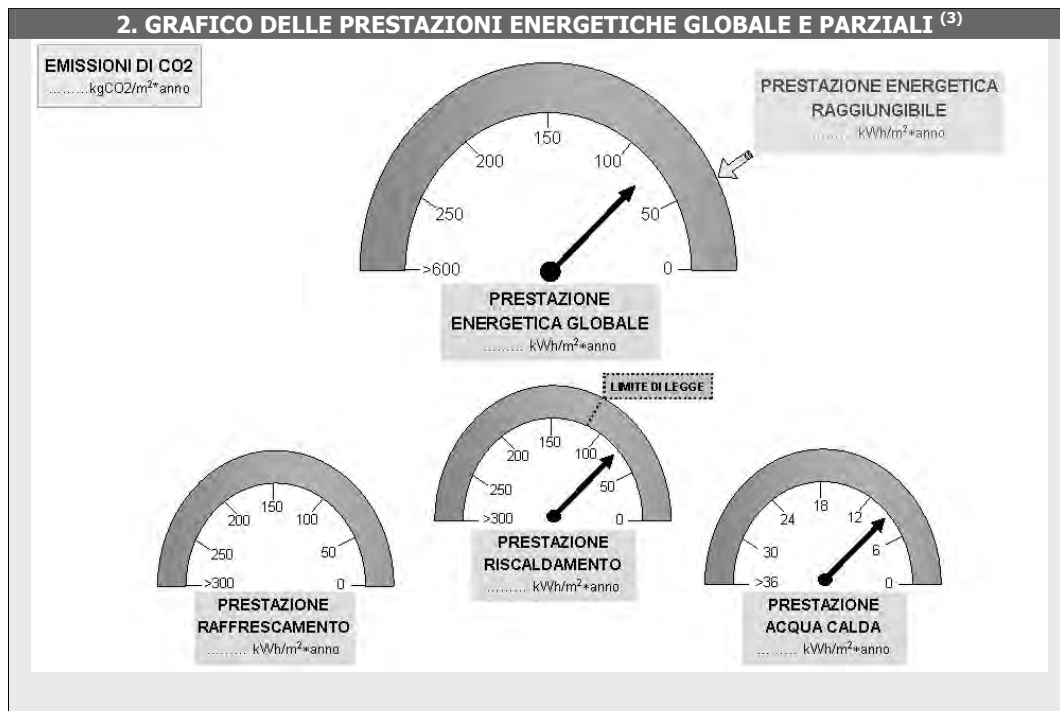 2. GRAFICO DELLE PRESTAZIONI ENERGETICHE GLOBALE E PARZIALI (3)
EMISSIONI DI CO2
.........kgCO2/m2*anno
PRESTAZIONE ENERGETICA
RAGGIUNGIBILE
......... kWh/m2*anno
>600
250
200
150
100
50
0
PRESTAZIONE
ENERGETICA GLOBALE
......... kWh/m2*anno
LIMITE DI LEGGE
>300
250
200
150
100
50
0
PRESTAZIONE
RISCALDAMENTO
......... kWh/m2*anno
>300
250
200
150
100
50
0
PRESTAZIONE
RAFFRESCAMENTO
......... kWh/m2*anno
>36
30
24
18
12
6
0
PRESTAZIONE
ACQUA CALDA
......... kWh/m2*anno